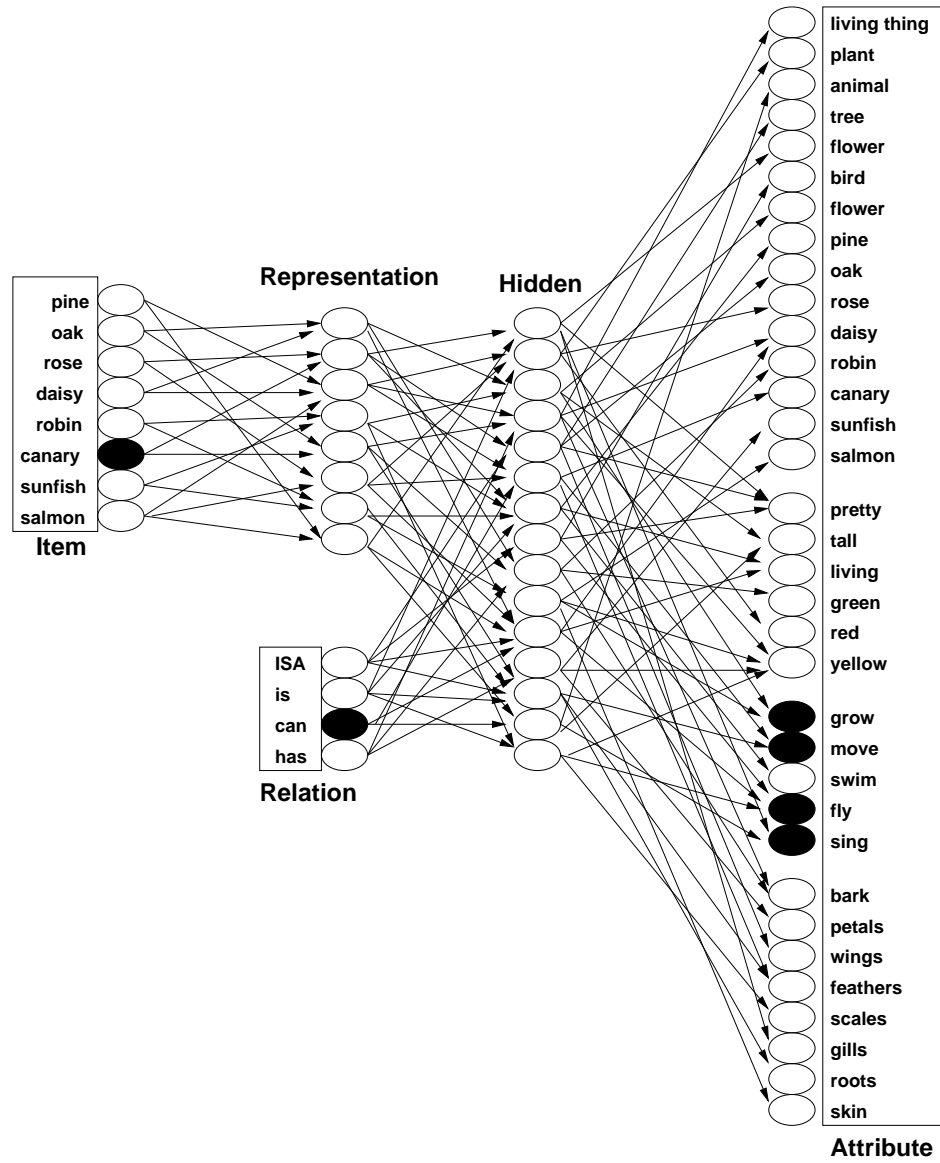 Representation
Hidden
pine
oak
rose
daisy
robin
canary
sunfish
salmon
Item
ISA
is
can
has
Relation
living thing
plant
animal
tree
flower
bird
flower
pine
oak
rose
daisy
robin
canary
sunfish
salmon
pretty
tall
living
green
red
yellow
grow
move
swim
fly
sing
bark
petals
wings
feathers
scales
gills
roots
skin
Attribute